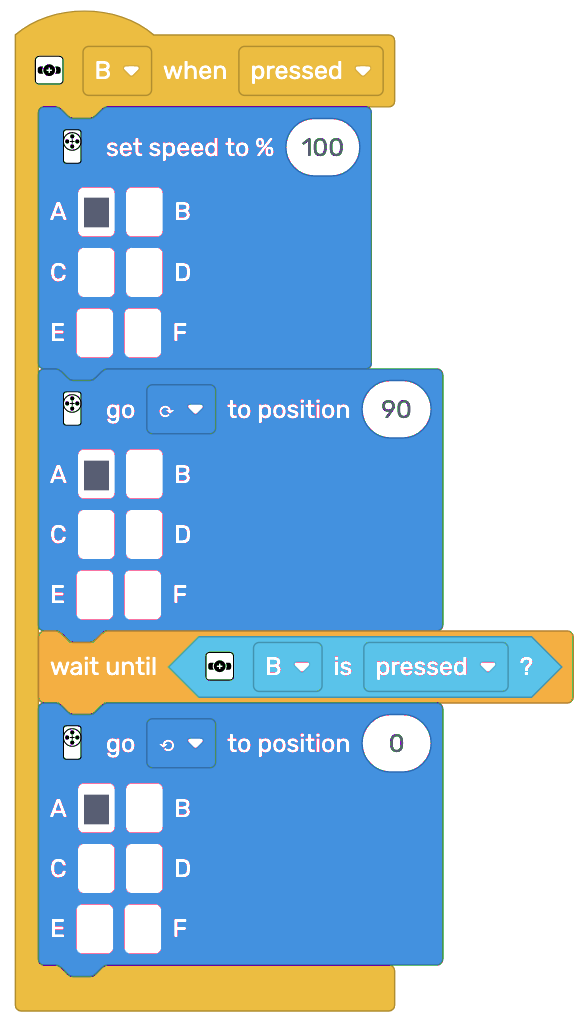 B when pressed
set speed to % 100
A B
C D
E F
go to position 90
A B
C D
E F
wait until B is pressed ?
go to position 0
A B
C D
E F